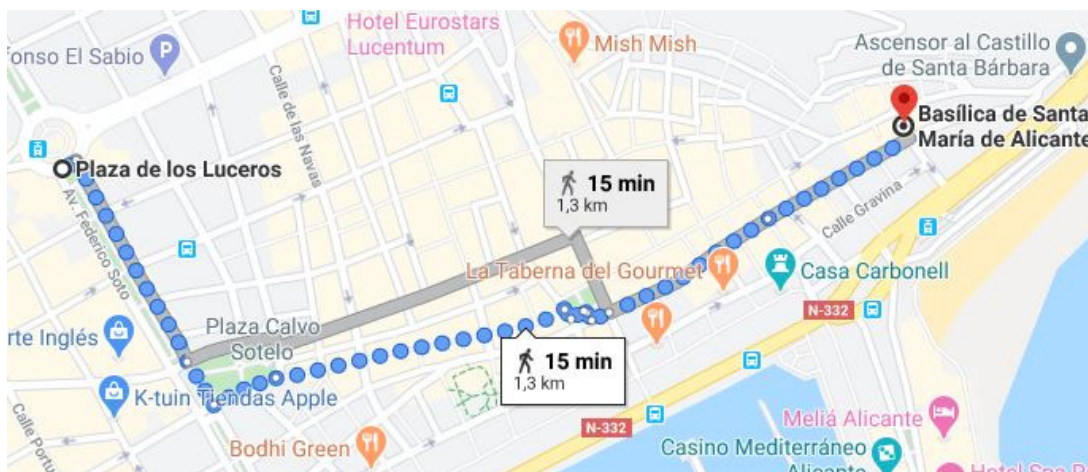 Hotel Eurostars
Lucentum
fonso El Sabio
P
Mish Mish
Ascensor al Castillo
de Santa Bárbara
Calle de las Navas
Basílica de Santa
María de Alicante
Plaza de los Luceros
15 min
1,3 km
Av. Federico Soto
Calle Gravina
La Taberna del Gourmet
Casa Carbonell
N-332
Plaza Calvo
Sotelo
rte Inglés
15 min
1,3 km
K-tuin Tiendas Apple
Calle Portu
Bodhi Green
N-332
Meliá Alicante
Casino Mediterráneo
Alicante
Hotel Spa